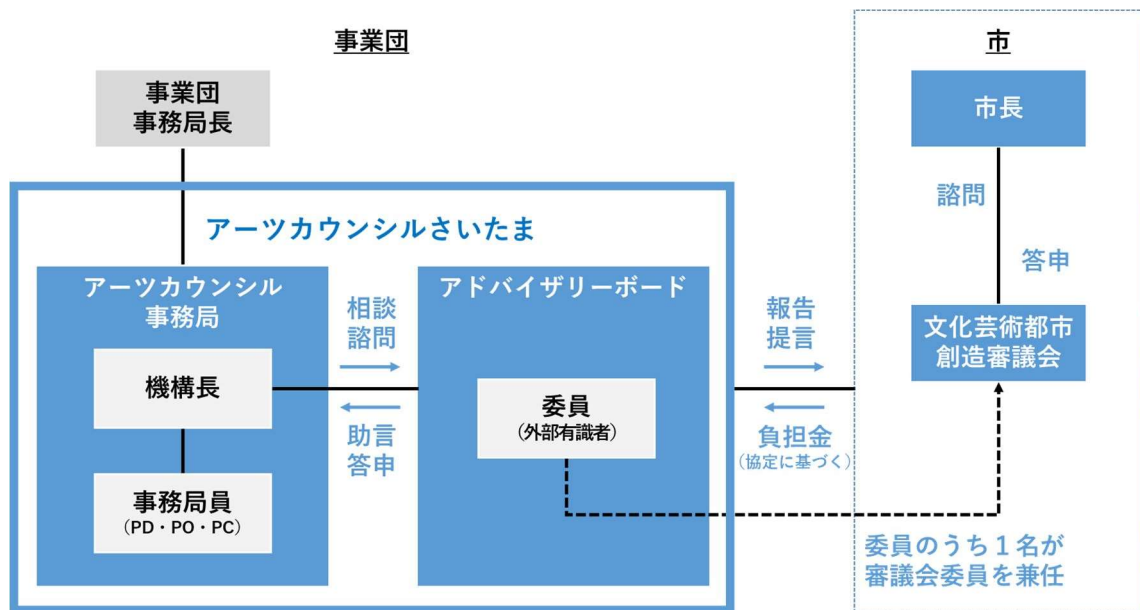 事業団
事業団
事務局長
アーツカウンシルさいたま
アーツカウンシル
事務局
機構長
事務局員
（PD・PO・PC）
相談
諮問
助言
答申
アドバイザリーボード
委員
（外部有識者）
報告
提言
負担金
（協定に基づく）
市
市長
諮問
答申
文化芸術都市
創造審議会
委員のうち１名が
審議会委員を兼任